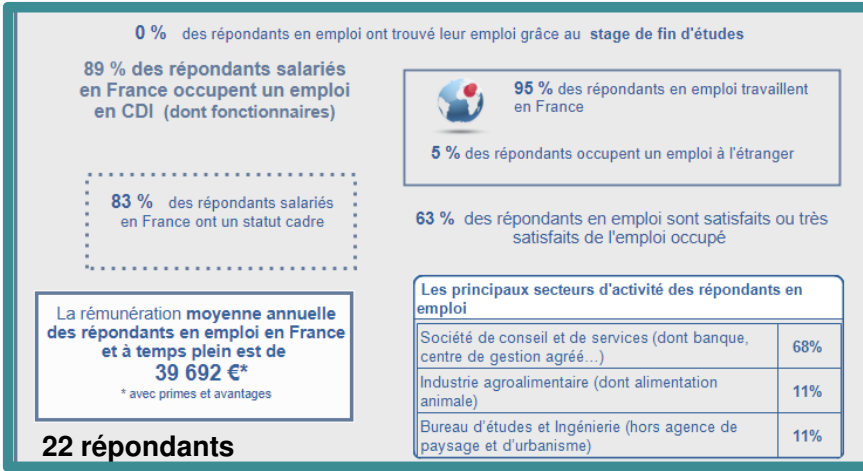 0 % des répondants en emploi ont trouvé leur emploi grâce au stage de fin d'études
89 % des répondants salariés
en France occupent un emploi
en CDI (dont fonctionnaires)
95 % des répondants en emploi travaillent
en France
5 % des répondants occupent un emploi à l'étranger
83 % des répondants salariés
en France ont un statut cadre
63 % des répondants en emploi sont satisfaits ou très
satisfaits de l'emploi occupé
La rémunération moyenne annuelle
des répondants en emploi en France
et à temps plein est de
39 692 €*
* avec primes et avantages
22 répondants
Les principaux secteurs d'activité des répondants en
emploi
Société de conseil et de services (dont banque,
centre de gestion agréé...) 68%
Industrie agroalimentaire (dont alimentation
animale) 11%
Bureau d'études et Ingénierie (hors agence de
paysage et d'urbanisme) 11%